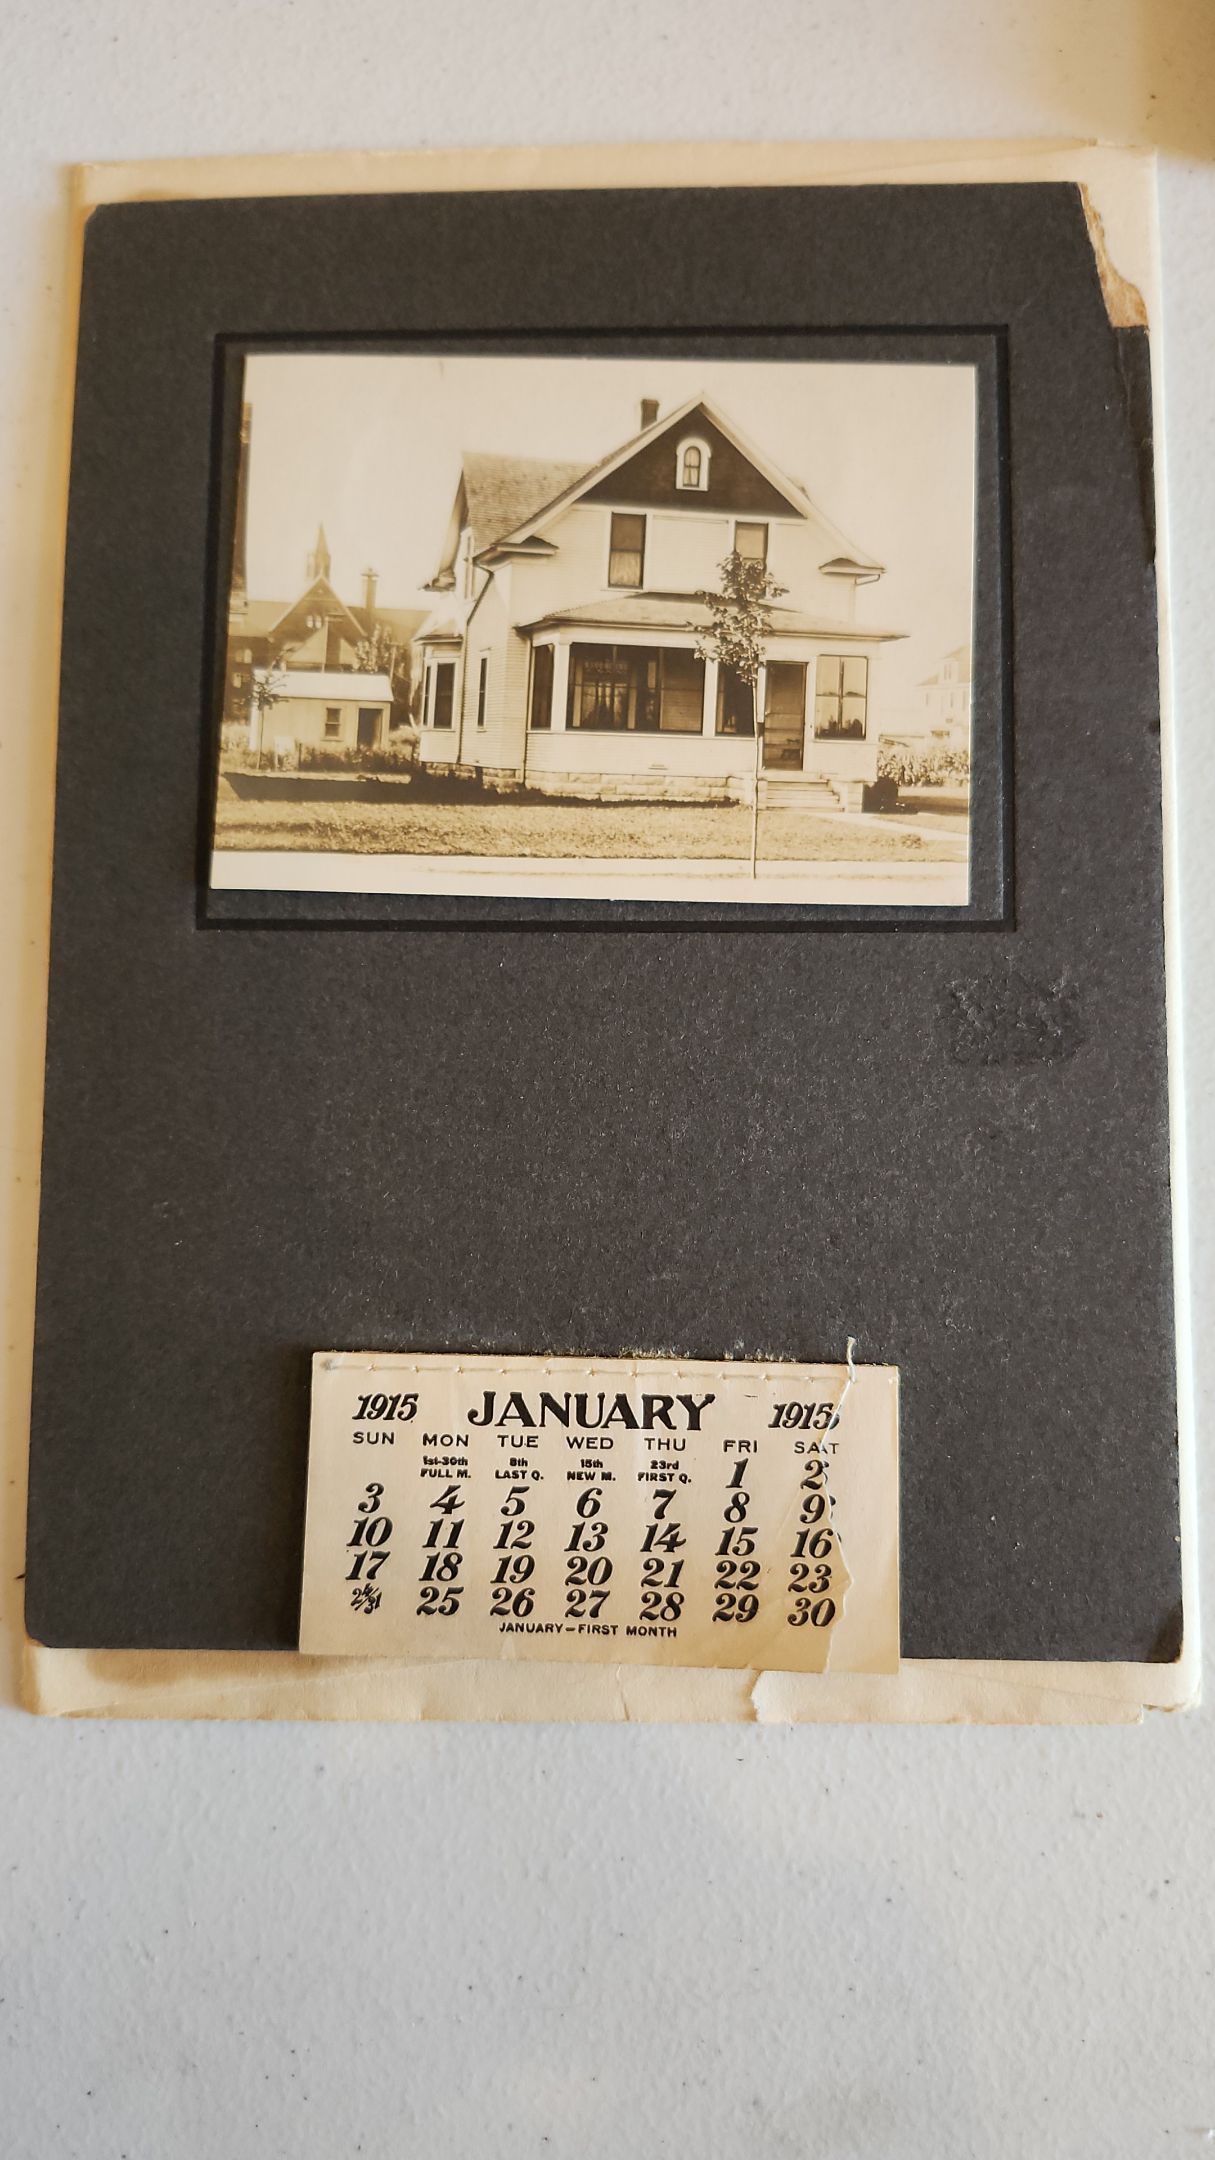 1915 JANUARY 1915
SUN MON TUE WED THU FRI SAT
1st-30th 8th 15th 23rd
FULL M. LAST Q. NEW M. FIRST Q. 1 2
3 4 5 6 7 8 9
10 11 12 13 14 15 16
17 18 19 20 21 22 23
24/31 25 26 27 28 29 30
JANUARY–FIRST MONTH